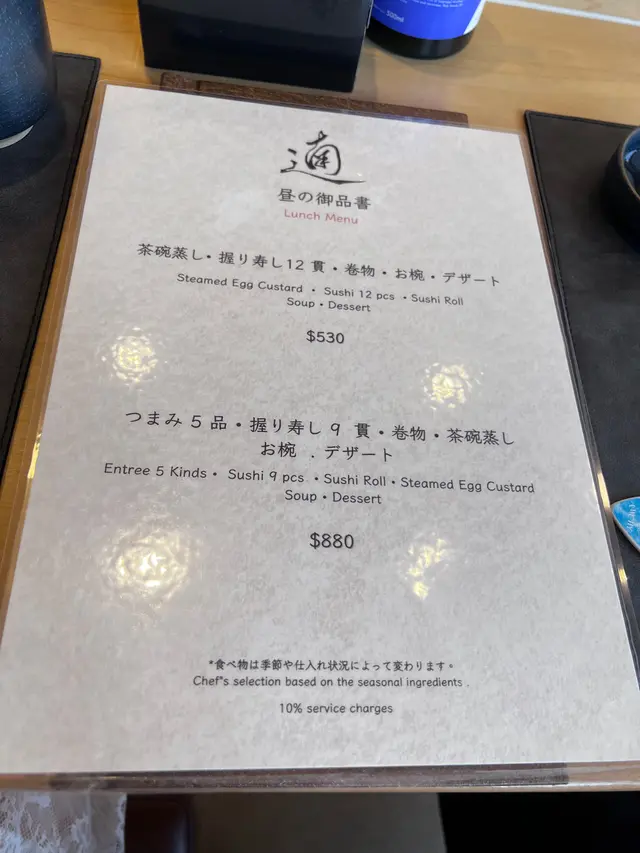 500ml
適
昼の御品書
Lunch Menu
茶碗蒸し・握り寿し12 貫・巻物・お椀・デザート
Steamed Egg Custard ・ Sushi 12 pcs ・Sushi Roll
Soup・Dessert
$530
つまみ 5 品・握り寿し 9 貫・巻物・茶碗蒸し
お椀 . デザート
Entree 5 Kinds・ Sushi 9 pcs ・Sushi Roll・Steamed Egg Custard
Soup・Dessert
$880
*食べ物は季節や仕入れ状況によって変わります。
Chef"s selection based on the seasonal ingredients .
10% service charges